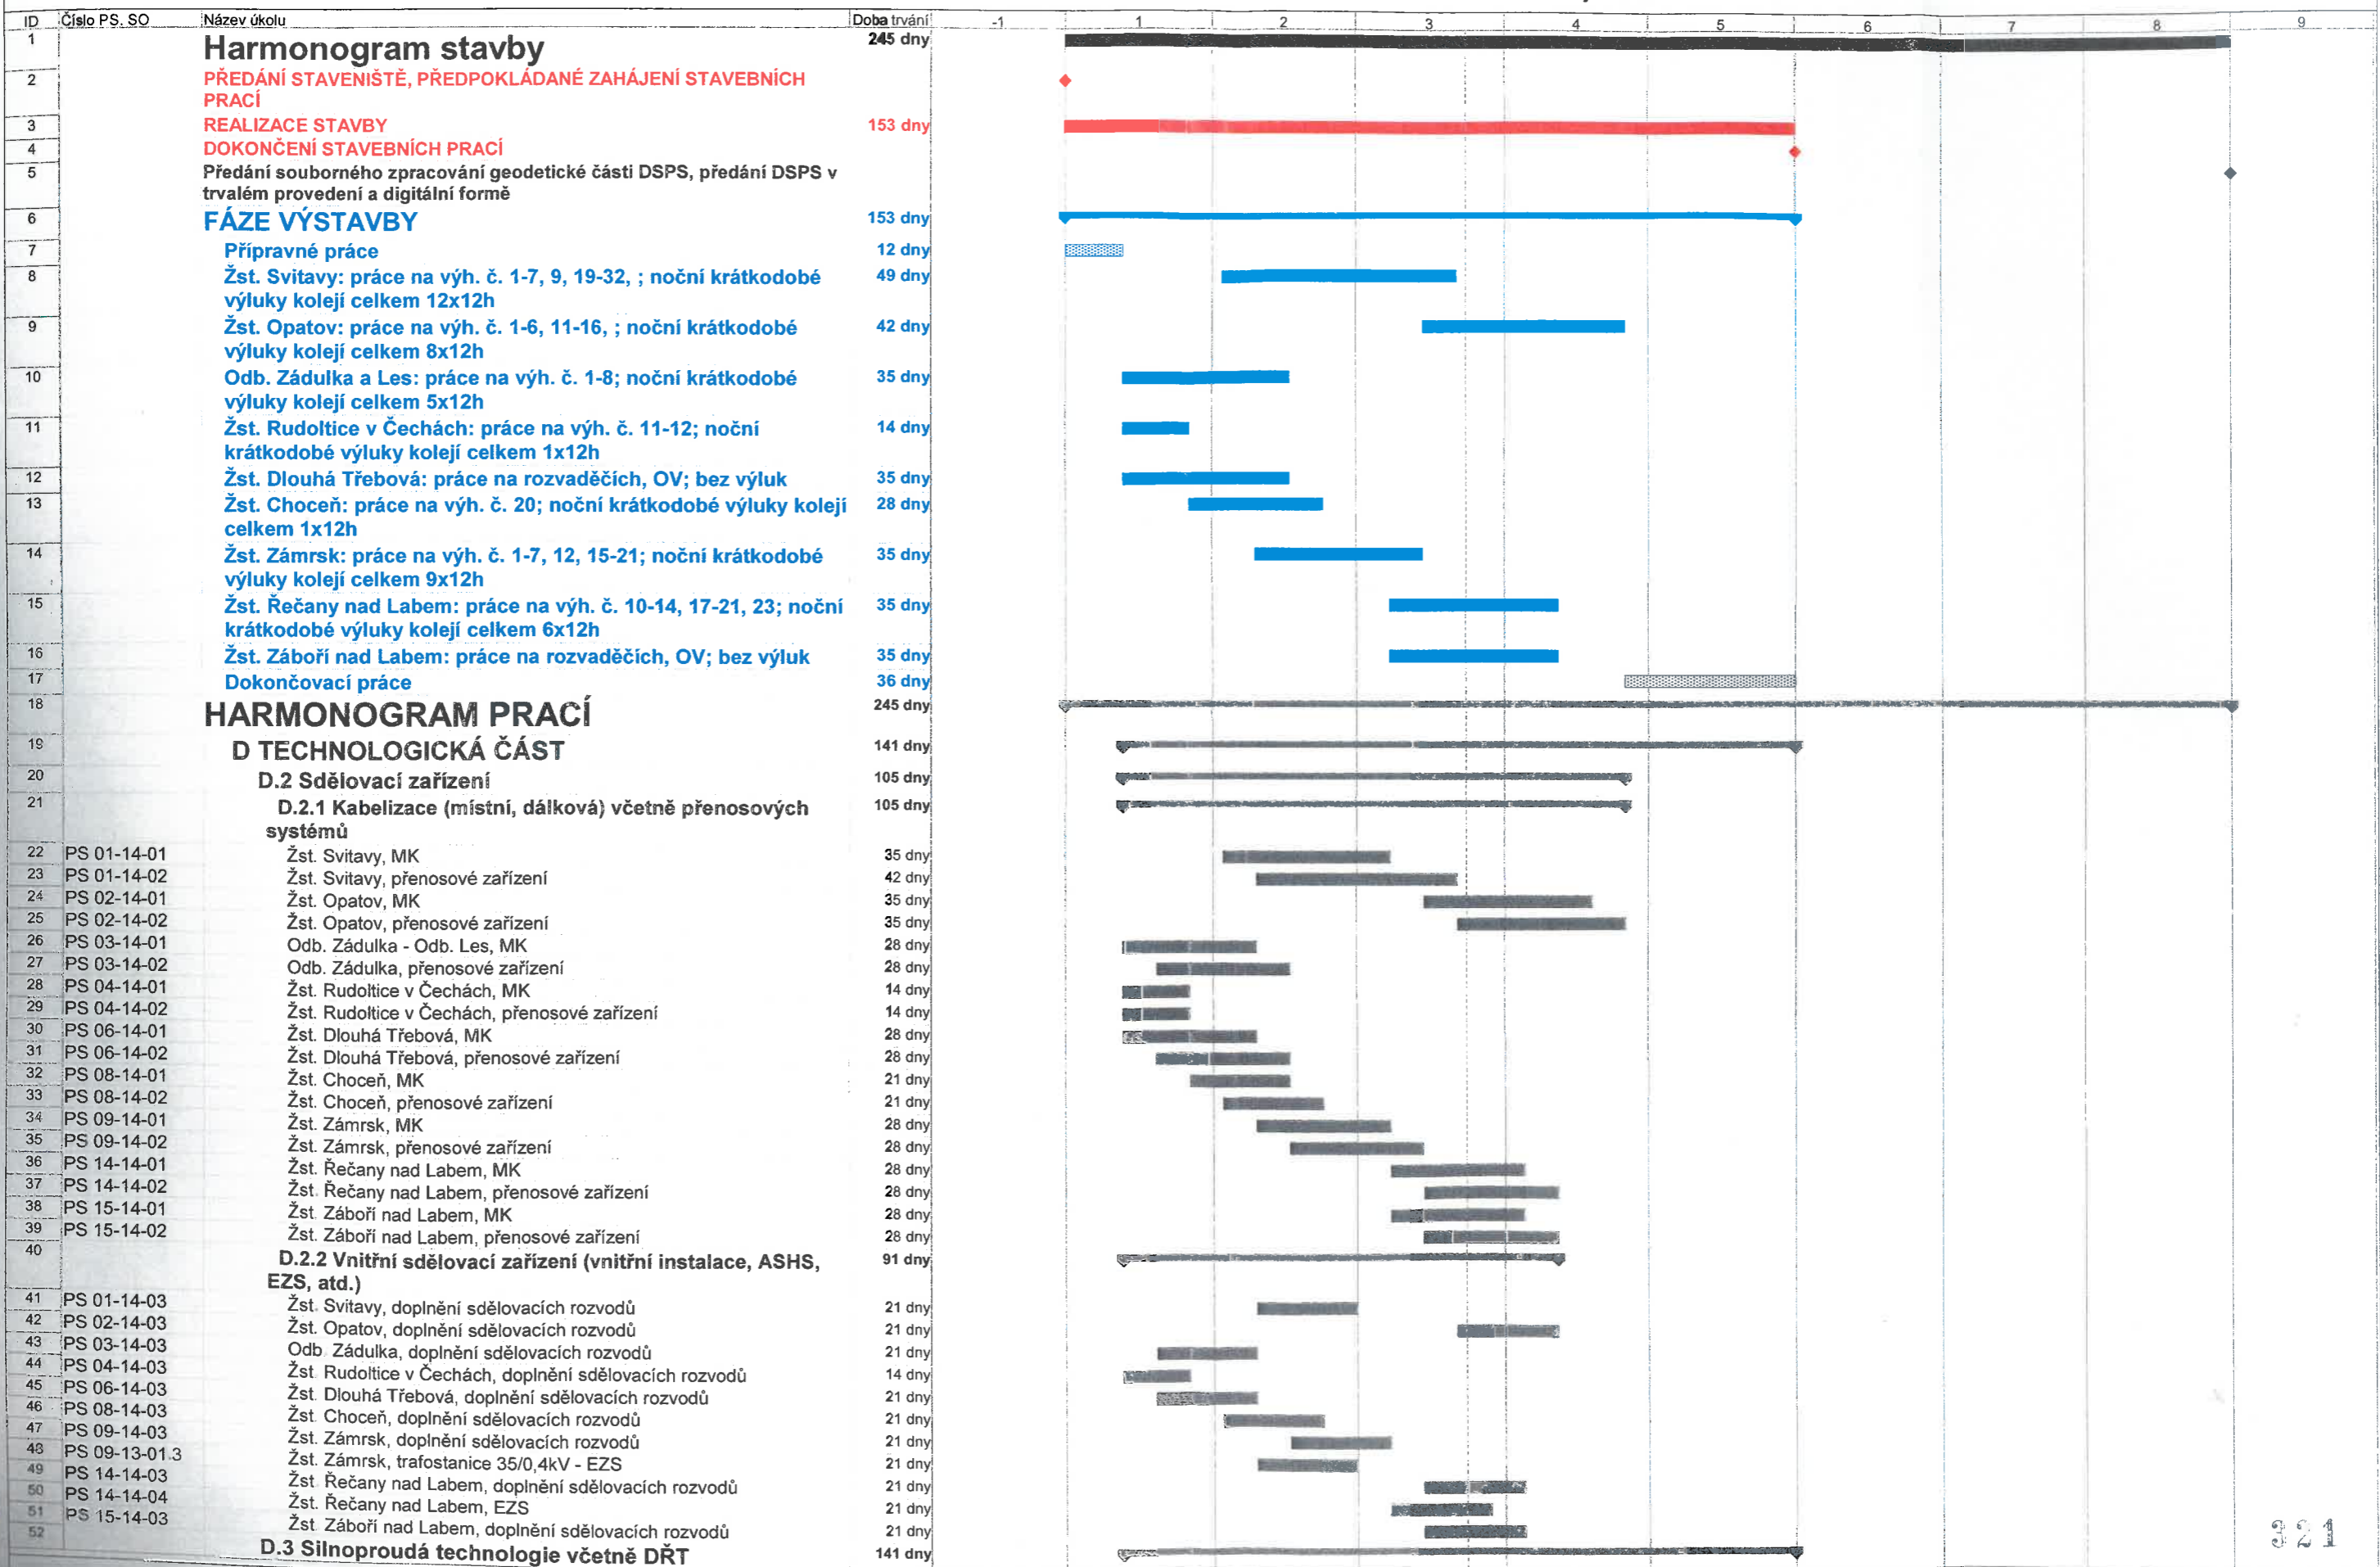 ID Číslo PS. SO Název úkolu Doba trvání -1 1 2 3 4 5 6 7 8 9
1 Harmonogram stavby 245 dny
2 PŘEDÁNÍ STAVENIŠTĚ, PŘEDPOKLÁDANÉ ZAHÁJENÍ STAVEBNÍCH
PRACÍ
3 REALIZACE STAVBY 153 dny
4 DOKONČENÍ STAVEBNÍCH PRACÍ
5 Předání souborného zpracování geodetické části DSPS, předání DSPS v
trvalém provedení a digitální formě
6 FÁZE VÝSTAVBY 153 dny
7 Přípravné práce 12 dny
8 Žst. Svitavy: práce na výh. č. 1-7, 9, 19-32, ; noční krátkodobé 49 dny
výluky kolejí celkem 12x12h
9 Žst. Opatov: práce na výh. č. 1-6, 11-16, ; noční krátkodobé 42 dny
výluky kolejí celkem 8x12h
10 Odb. Zádulka a Les: práce na výh. č. 1-8; noční krátkodobé 35 dny
výluky kolejí celkem 5x12h
11 Žst. Rudoltice v Čechách: práce na výh. č. 11-12; noční 14 dny
krátkodobé výluky kolejí celkem 1x12h
12 Žst. Dlouhá Třebová: práce na rozvaděčích, OV; bez výluk 35 dny
13 Žst. Choceň: práce na výh. č. 20; noční krátkodobé výluky kolejí 28 dny
celkem 1x12h
14 Žst. Zámrsk: práce na výh. č. 1-7, 12, 15-21; noční krátkodobé 35 dny
výluky kolejí celkem 9x12h
15 Žst. Řečany nad Labem: práce na výh. č. 10-14, 17-21, 23; noční 35 dny
krátkodobé výluky kolejí celkem 6x12h
16 Žst. Záboří nad Labem: práce na rozvaděčích, OV; bez výluk 35 dny
17 Dokončovací práce 36 dny
18 HARMONOGRAM PRACÍ 245 dny
19 D TECHNOLOGICKÁ ČÁST 141 dny
20 D.2 Sdělovací zařízení 105 dny
21 D.2.1 Kabelizace (místní, dálková) včetně přenosových 105 dny
systémů
22 PS 01-14-01 Žst. Svitavy, MK 35 dny
23 PS 01-14-02 Žst. Svitavy, přenosové zařízení 42 dny
24 PS 02-14-01 Žst. Opatov, MK 35 dny
25 PS 02-14-02 Žst. Opatov, přenosové zařízení 35 dny
26 PS 03-14-01 Odb. Zádulka - Odb. Les, MK 28 dny
27 PS 03-14-02 Odb. Zádulka, přenosové zařízení 28 dny
28 PS 04-14-01 Žst. Rudoltice v Čechách, MK 14 dny
29 PS 04-14-02 Žst. Rudoltice v Čechách, přenosové zařízení 14 dny
30 PS 06-14-01 Žst. Dlouhá Třebová, MK 28 dny
31 PS 06-14-02 Žst. Dlouhá Třebová, přenosové zařízení 28 dny
32 PS 08-14-01 Žst. Choceň, MK 21 dny
33 PS 08-14-02 Žst. Choceň, přenosové zařízení 21 dny
34 PS 09-14-01 Žst. Zámrsk, MK 28 dny
35 PS 09-14-02 Žst. Zámrsk, přenosové zařízení 28 dny
36 PS 14-14-01 Žst. Řečany nad Labem, MK 28 dny
37 PS 14-14-02 Žst. Řečany nad Labem, přenosové zařízení 28 dny
38 PS 15-14-01 Žst. Záboří nad Labem, MK 28 dny
39 PS 15-14-02 Žst. Záboří nad Labem, přenosové zařízení 28 dny
40 D.2.2 Vnitřní sdělovací zařízení (vnitřní instalace, ASHS, 91 dny
EZS, atd.)
41 PS 01-14-03 Žst. Svitavy, doplnění sdělovacích rozvodů 21 dny
42 PS 02-14-03 Žst. Opatov, doplnění sdělovacích rozvodů 21 dny
43 PS 03-14-03 Odb. Zádulka, doplnění sdělovacích rozvodů 21 dny
44 PS 04-14-03 Žst. Rudoltice v Čechách, doplnění sdělovacích rozvodů 14 dny
45 PS 06-14-03 Žst. Dlouhá Třebová, doplnění sdělovacích rozvodů 21 dny
46 PS 08-14-03 Žst. Choceň, doplnění sdělovacích rozvodů 21 dny
47 PS 09-14-03 Žst. Zámrsk, doplnění sdělovacích rozvodů 21 dny
48 PS 09-13-01.3 Žst. Zámrsk, trafostanice 35/0,4kV - EZS 21 dny
49 PS 14-14-03 Žst. Řečany nad Labem, doplnění sdělovacích rozvodů 21 dny
50 PS 14-14-04 Žst. Řečany nad Labem, EZS 21 dny
51 PS 15-14-03 Žst. Záboří nad Labem, doplnění sdělovacích rozvodů 21 dny
52 D.3 Silnoproudá technologie včetně DŘT 141 dny
321